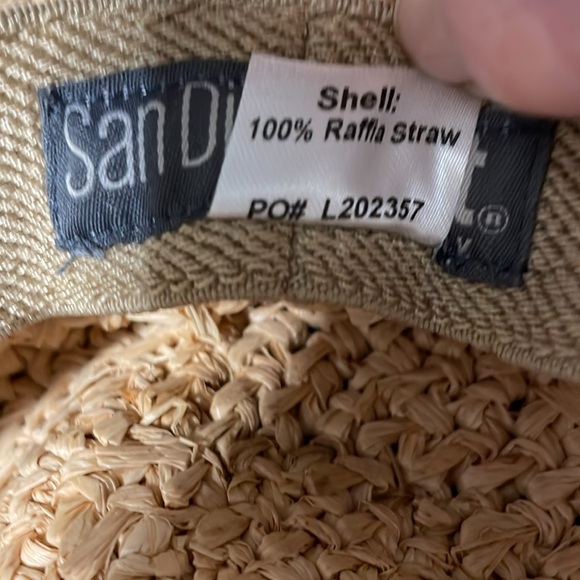 San Di
Shell:
100% Raffia Straw
PO# L202357
t®